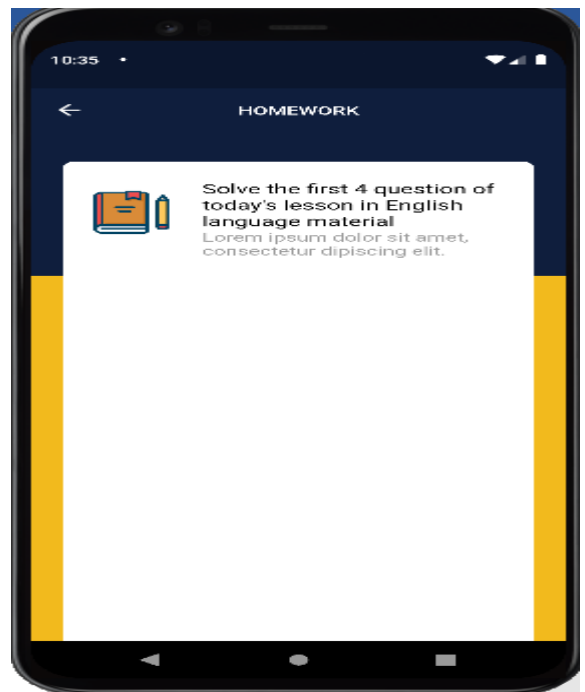 10:35
HOMEWORK
Solve the first 4 question of
today's lesson in English
language material
Lorem ipsum dolor sit amet,
consectetur dipiscing elit.